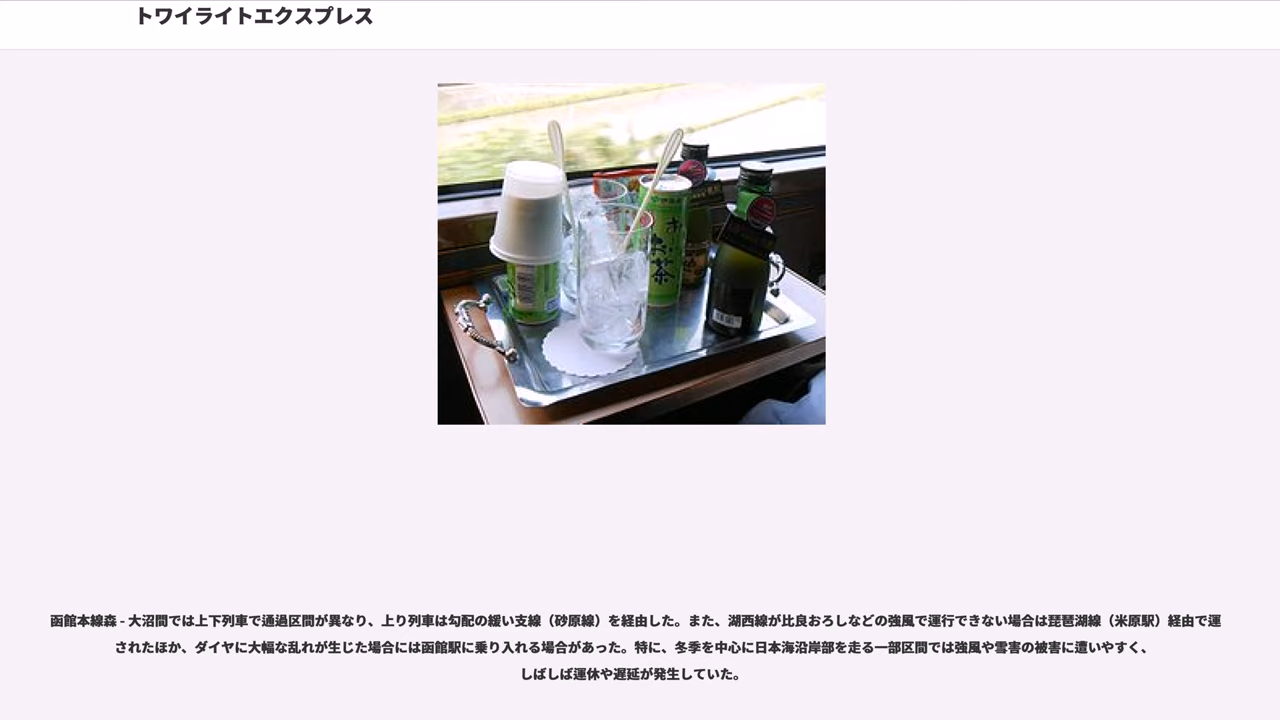 トワイライトエクスプレス
お〜いお茶
函館本線森 - 大沼間では上下列車で通過区間が異なり、上り列車は勾配の緩い支線（砂原線）を経由した。また、湖西線が比良おろしなどの強風で運行できない場合は琵琶湖線（米原駅）経由で運
されたほか、ダイヤに大幅な乱れが生じた場合には函館駅に乗り入れる場合があった。特に、冬季を中心に日本海沿岸部を走る一部区間では強風や雪害の被害に遭いやすく、
しばしば運休や遅延が発生していた。